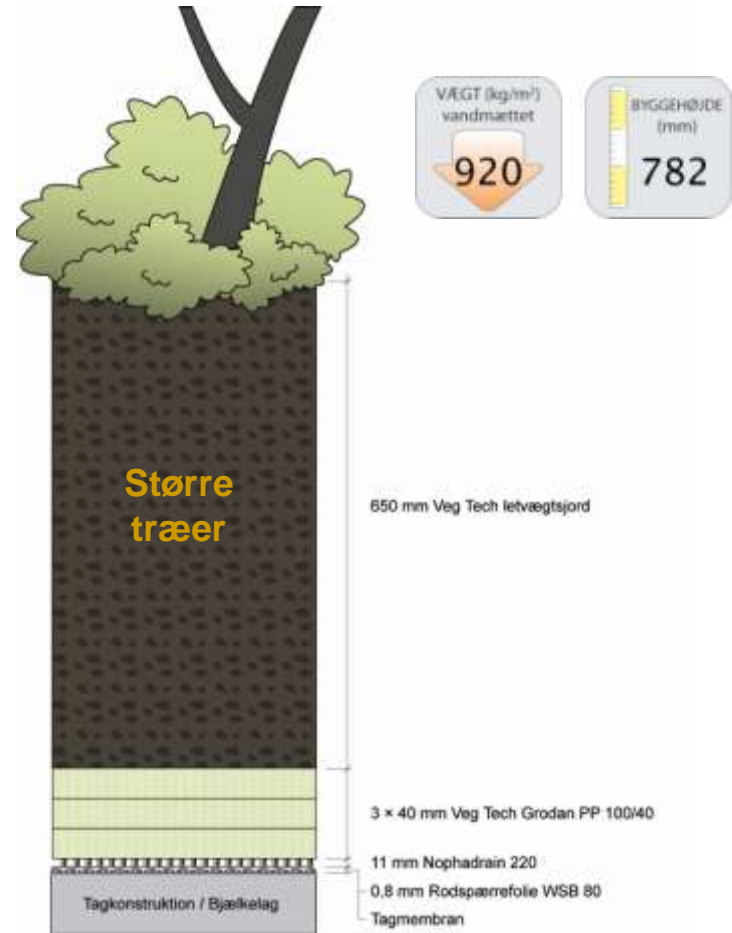 VÆGT (kg/m²)
vandmættet
920
BYGGEHØJDE
(mm)
782
Større
træer
650 mm Veg Tech letvægtsjord
3 × 40 mm Veg Tech Grodan PP 100/40
11 mm Nophadrain 220
0,8 mm Rodspærrefolie WSB 80
Tagmembran
Tagkonstruktion / Bjælkelag